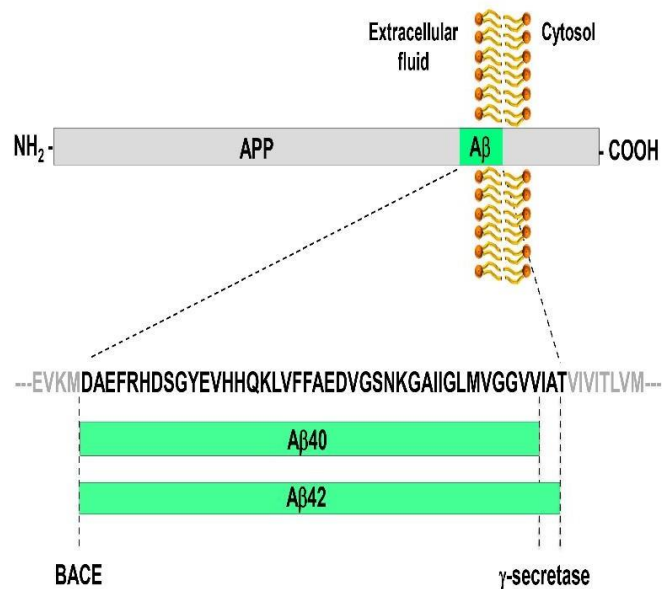 Extracellular fluid
Cytosol
NH2 -
APP
Aβ
- COOH
---EVKMDAEFRHDSGYEVHHQKLVFFAEDVGSNKGAIIGLMVGGVVIATVIVITLVM---
Aβ40
Aβ42
BACE
γ-secretase